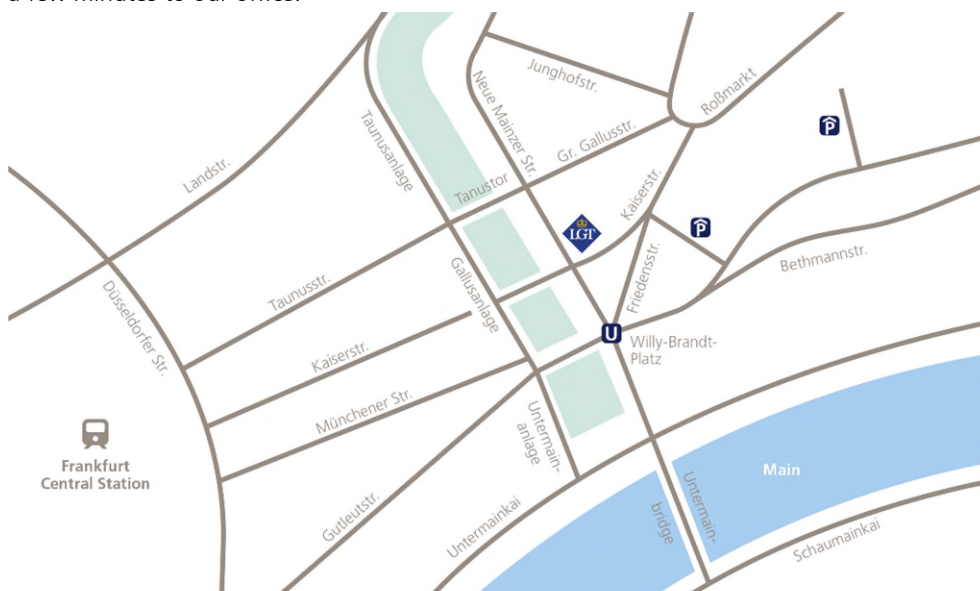 Junghofstr.
Roßmarkt
Neue Mainzer Str.
Taunusanlage
Gr. Gallusstr.
P
Landstr.
Tanustor
Kaiserstr.
LGT
P
Düsseldorfer Str.
Taunusstr.
Gallusanlage
Friedensstr.
Bethmannstr.
U
Willy-Brandt-
Platz
Kaiserstr.
Münchener Str.
Untermain-
anlage
Frankfurt
Central Station
Main
Gutleutstr.
Untermainkai
Untermain-
bridge
Schaumainkai